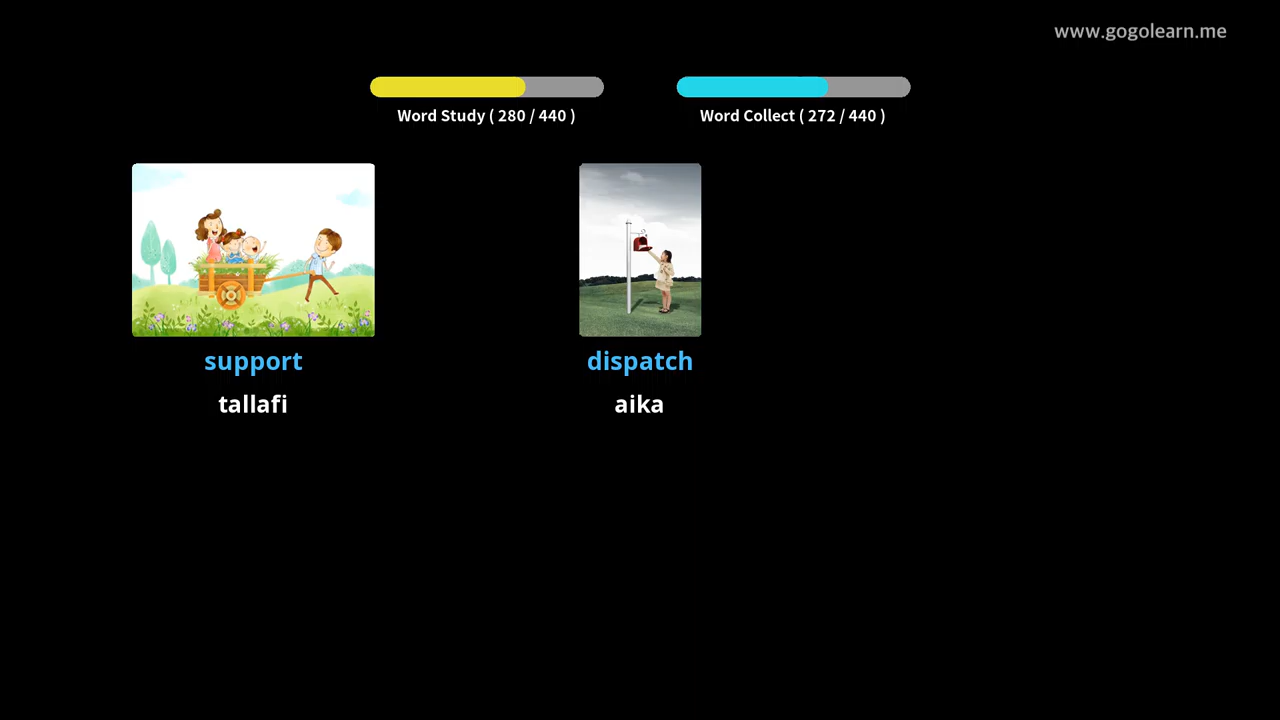 www.gogolearn.me
Word Study ( 280 / 440 )
Word Collect ( 272 / 440 )
support
dispatch
tallafi
aika